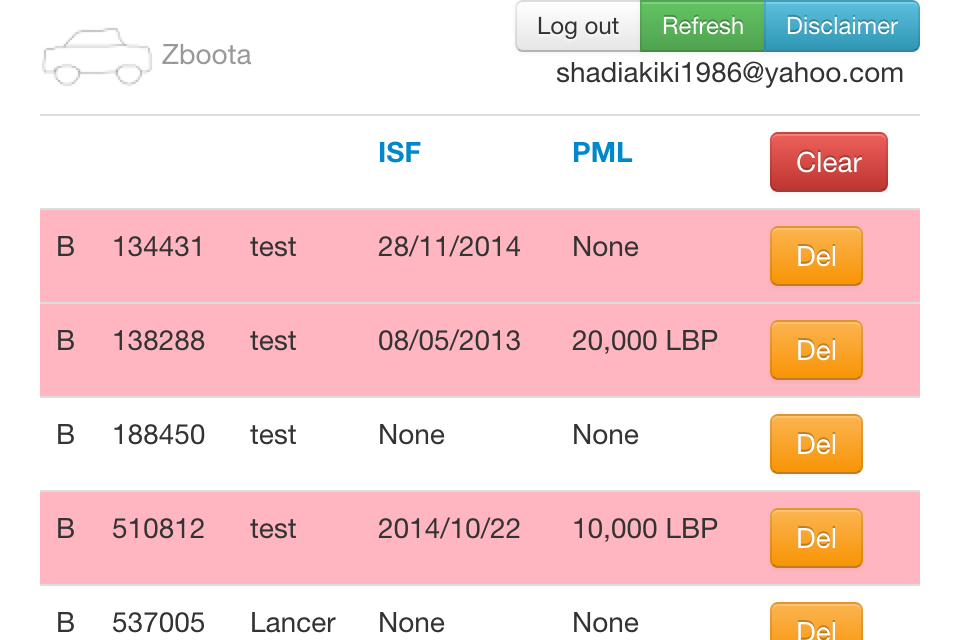 Zboota
Log out Refresh Disclaimer
shadiakiki1986@yahoo.com
ISF PML Clear
B 134431 test 28/11/2014 None Del
B 138288 test 08/05/2013 20,000 LBP Del
B 188450 test None None Del
B 510812 test 2014/10/22 10,000 LBP Del
B 537005 Lancer None None Del